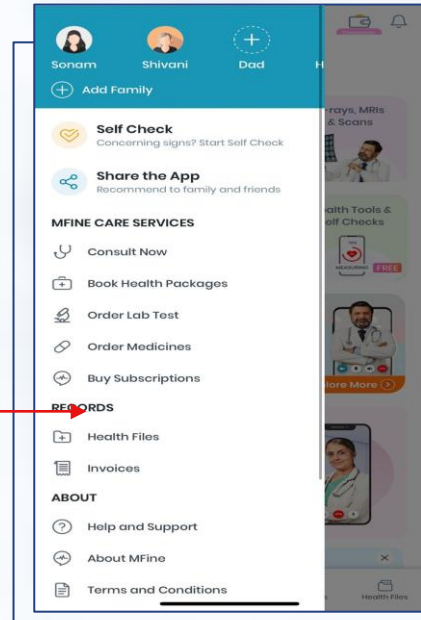 Sonam Shivani Dad H
Add Family
Self Check
Concerning signs? Start Self Check
Share the App
Recommend to family and friends
MFINE CARE SERVICES
Consult Now
Book Health Packages
Order Lab Test
Order Medicines
Buy Subscriptions
RECORDS
Health Files
Invoices
ABOUT
Help and Support
About MFine
Terms and Conditions
-rays, MRIs
& Scans
alth Tools &
elf Checks
MEASURING
FREE
lore More
s
Health Files